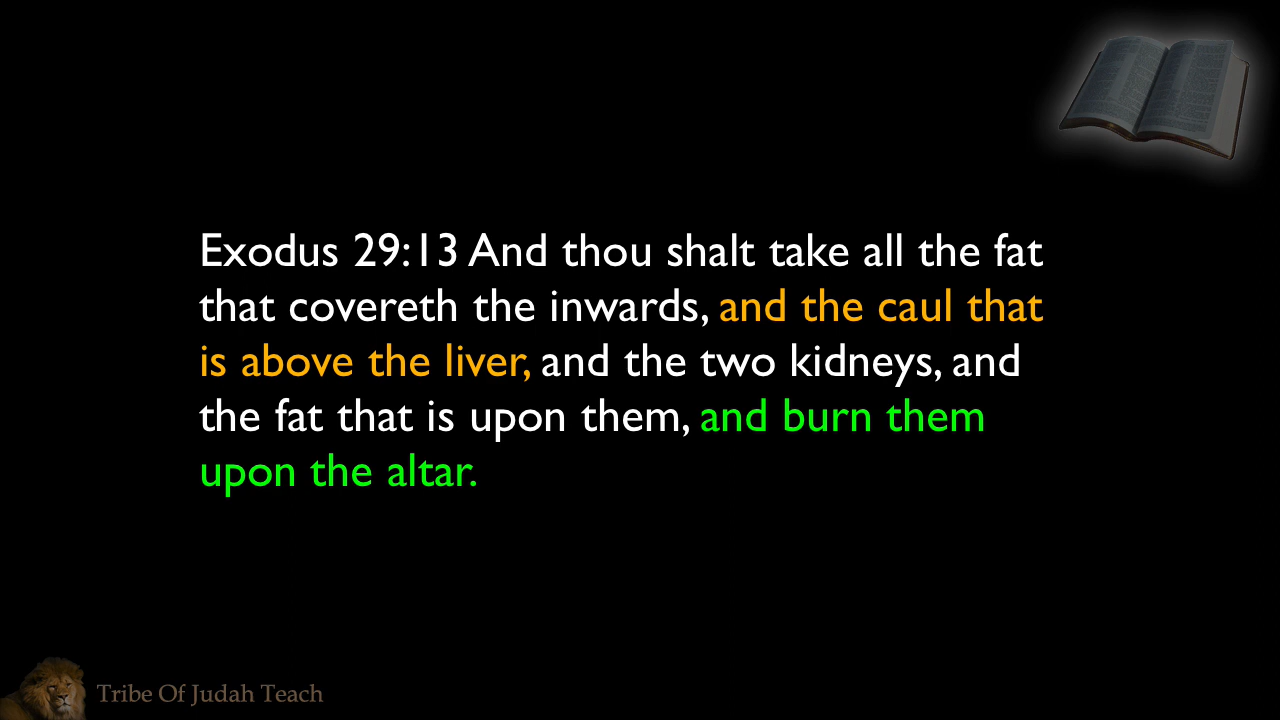 Exodus 29:13 And thou shalt take all the fat
that covereth the inwards, and the caul that
is above the liver, and the two kidneys, and
the fat that is upon them, and burn them
upon the altar.
Tribe Of Judah Teach